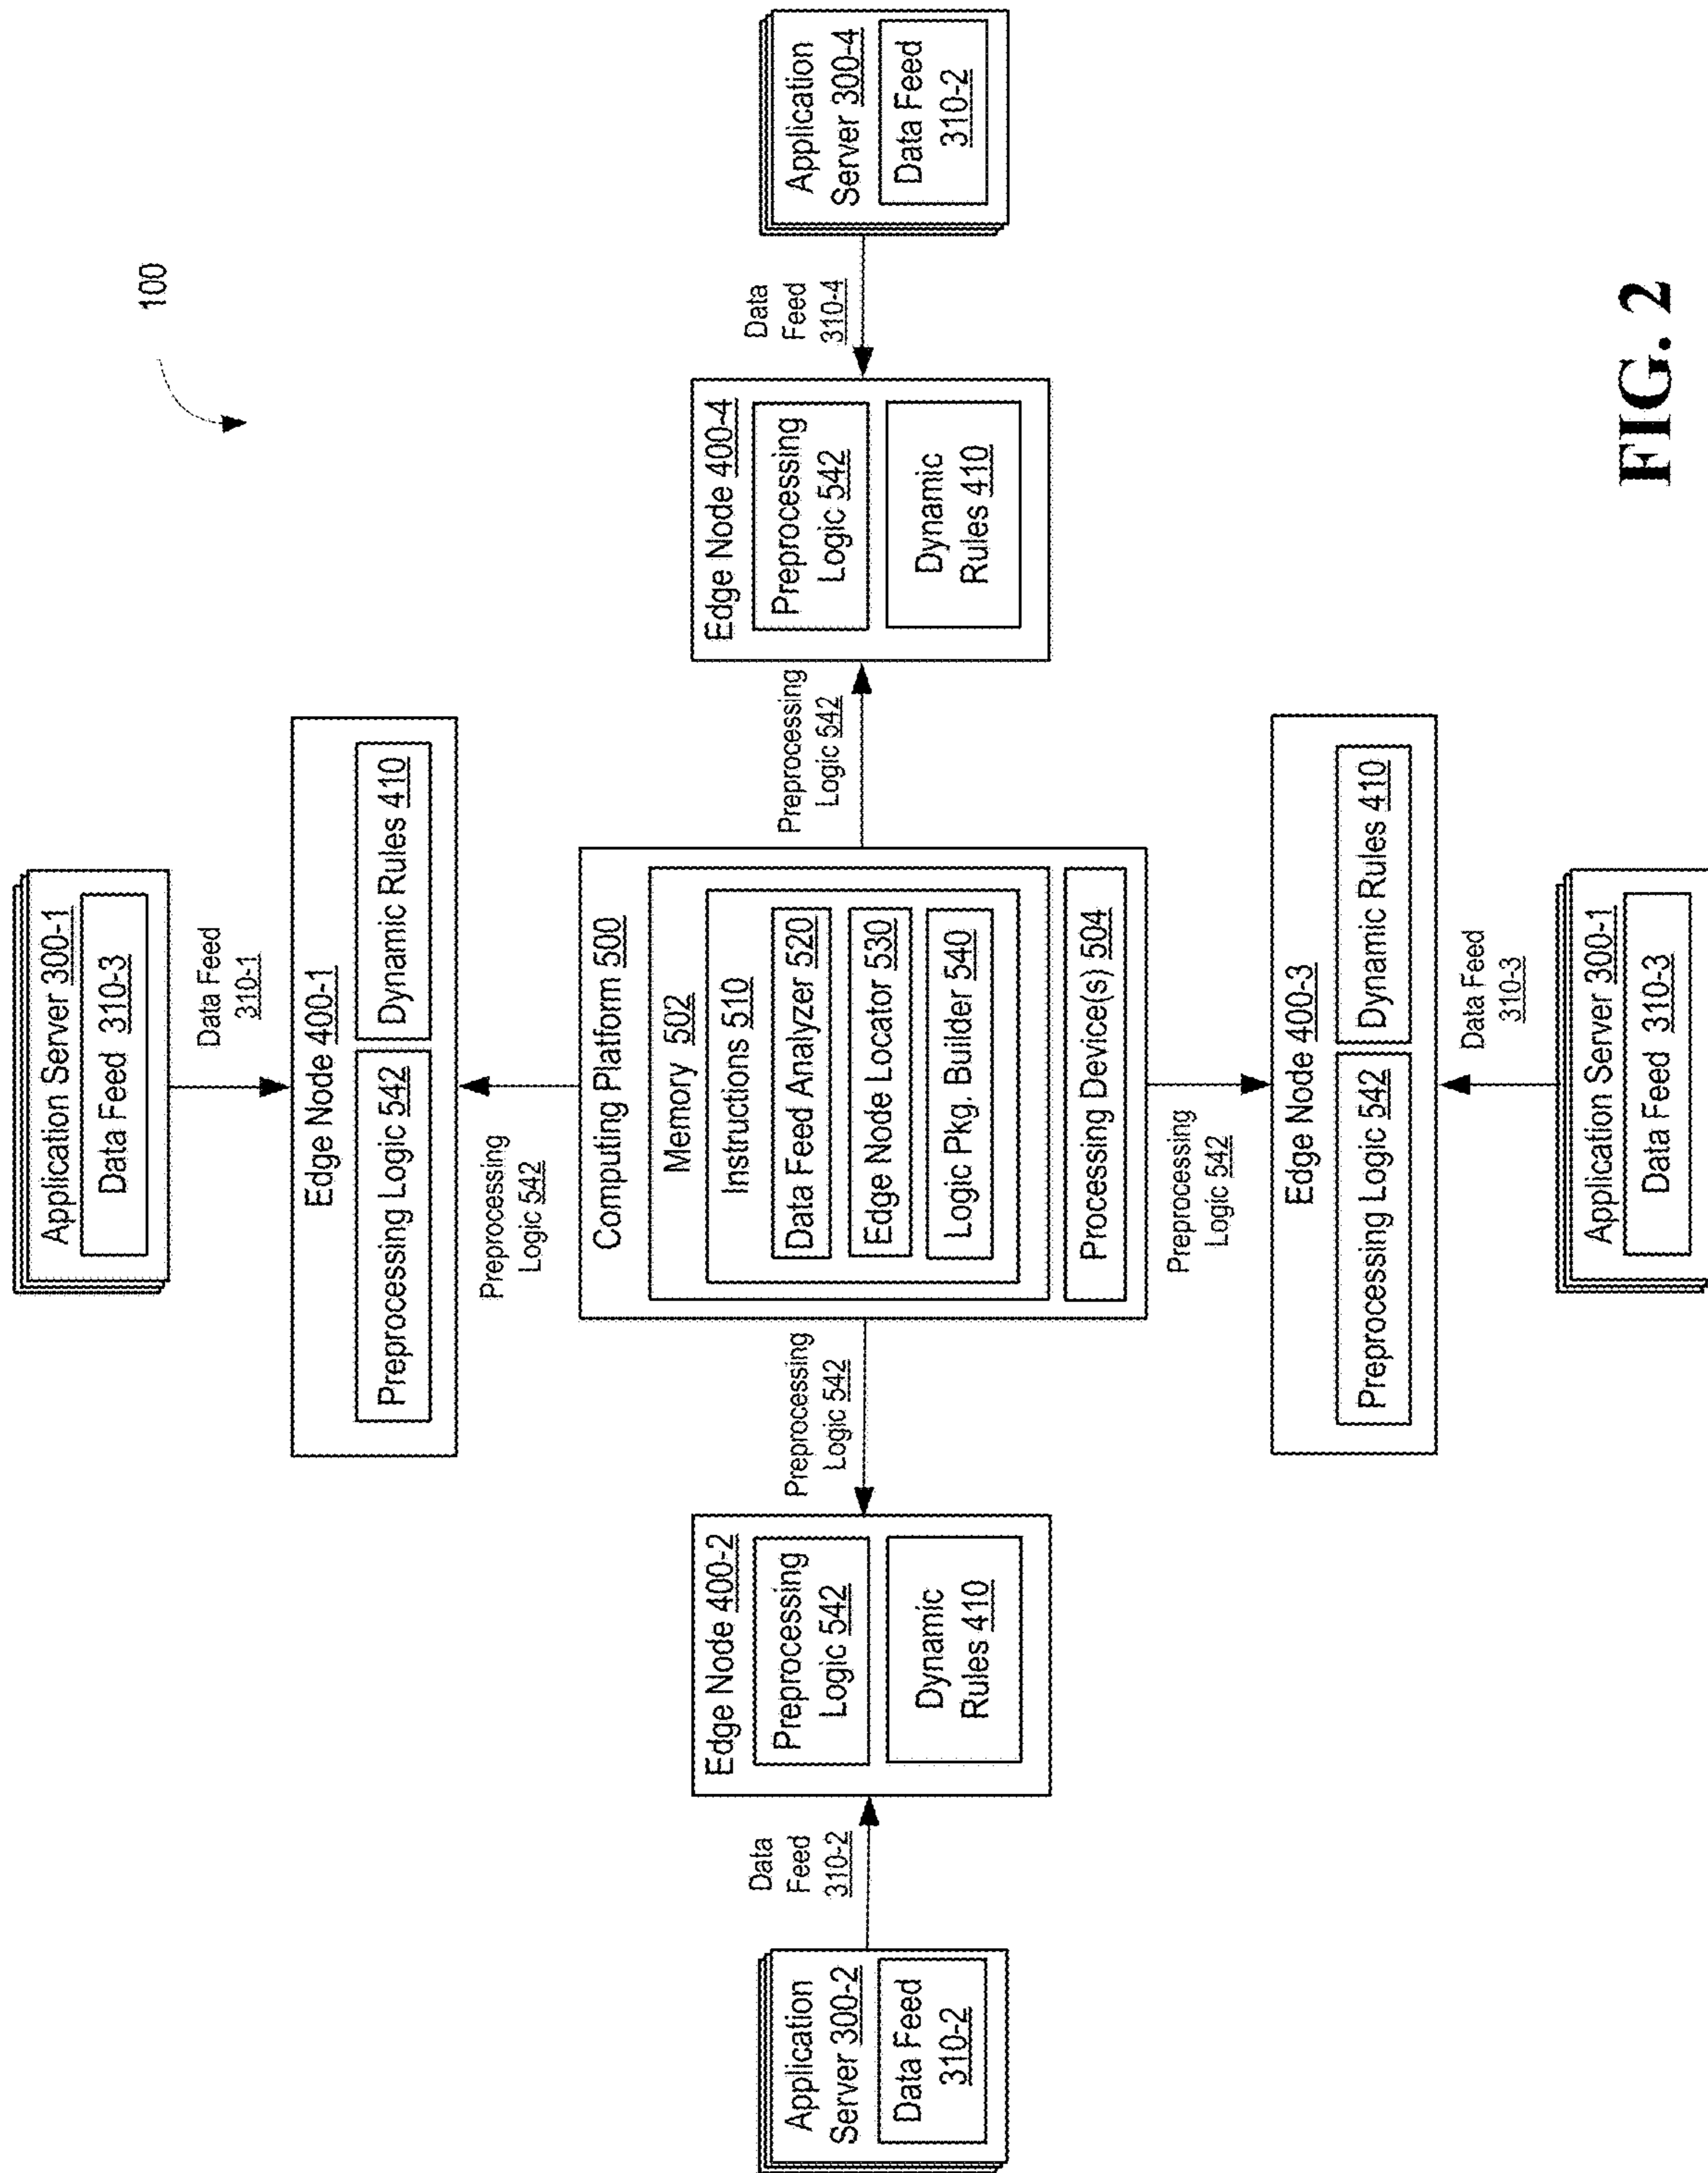 100
Application Server 300-1
Data Feed 310-3
Data Feed
310-1
Edge Node 400-1
Preprocessing Logic 542
Dynamic Rules 410
Preprocessing
Logic 542
Application
Server 300-2
Data Feed
310-2
Data
Feed
310-2
Edge Node 400-2
Preprocessing
Logic 542
Dynamic
Rules 410
Preprocessing
Logic 542
Computing Platform 500
Memory 502
Instructions 510
Data Feed Analyzer 520
Edge Node Locator 530
Logic Pkg. Builder 540
Processing Device(s) 504
Preprocessing
Logic 542
Edge Node 400-4
Preprocessing
Logic 542
Dynamic
Rules 410
Data
Feed
310-4
Application
Server 300-4
Data Feed
310-2
Preprocessing
Logic 542
Edge Node 400-3
Preprocessing Logic 542
Dynamic Rules 410
Data Feed
310-3
Application Server 300-1
Data Feed 310-3
FIG. 2